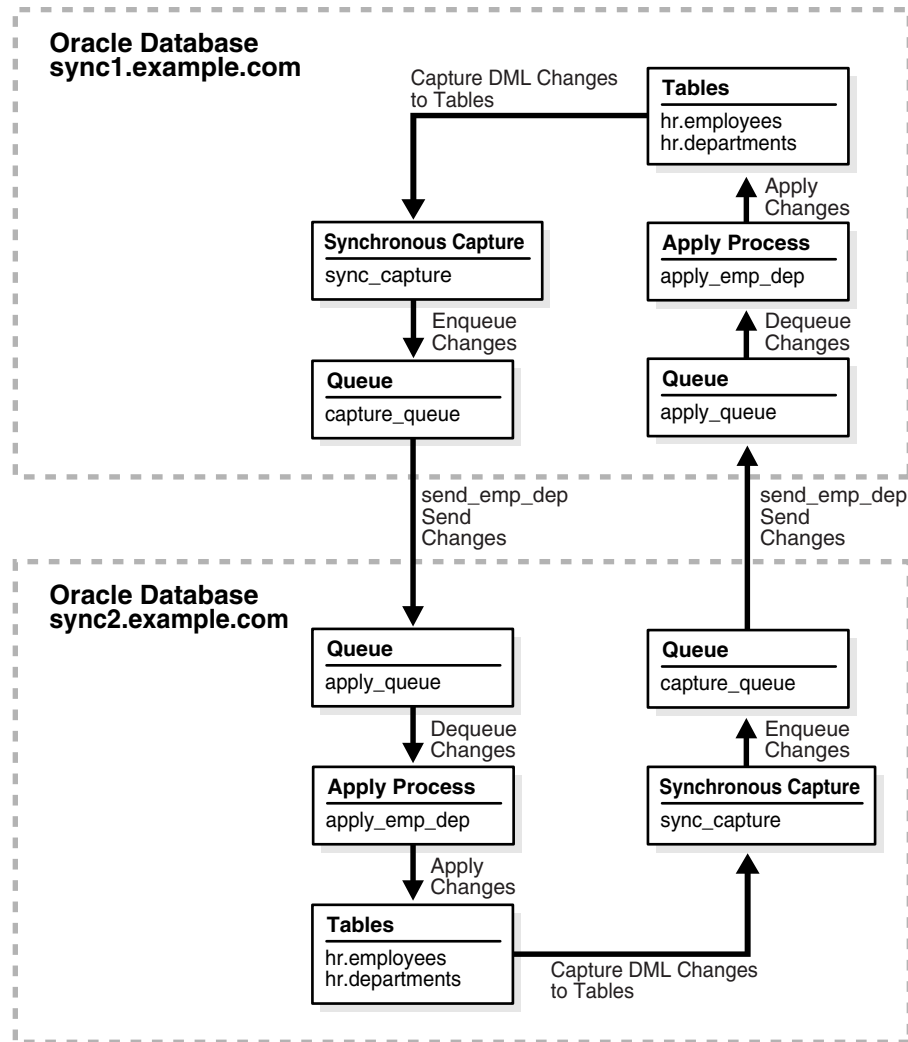 Oracle Database
sync1.example.com
Capture DML Changes
to Tables
Tables
hr.employees
hr.departments
Apply
Changes
Synchronous Capture
sync_capture
Apply Process
apply_emp_dep
Enqueue
Changes
Dequeue
Changes
Queue
capture_queue
Queue
apply_queue
send_emp_dep
Send
Changes
send_emp_dep
Send
Changes
Oracle Database
sync2.example.com
Queue
apply_queue
Queue
capture_queue
Dequeue
Changes
Enqueue
Changes
Apply Process
apply_emp_dep
Synchronous Capture
sync_capture
Apply
Changes
Tables
hr.employees
hr.departments
Capture DML Changes
to Tables